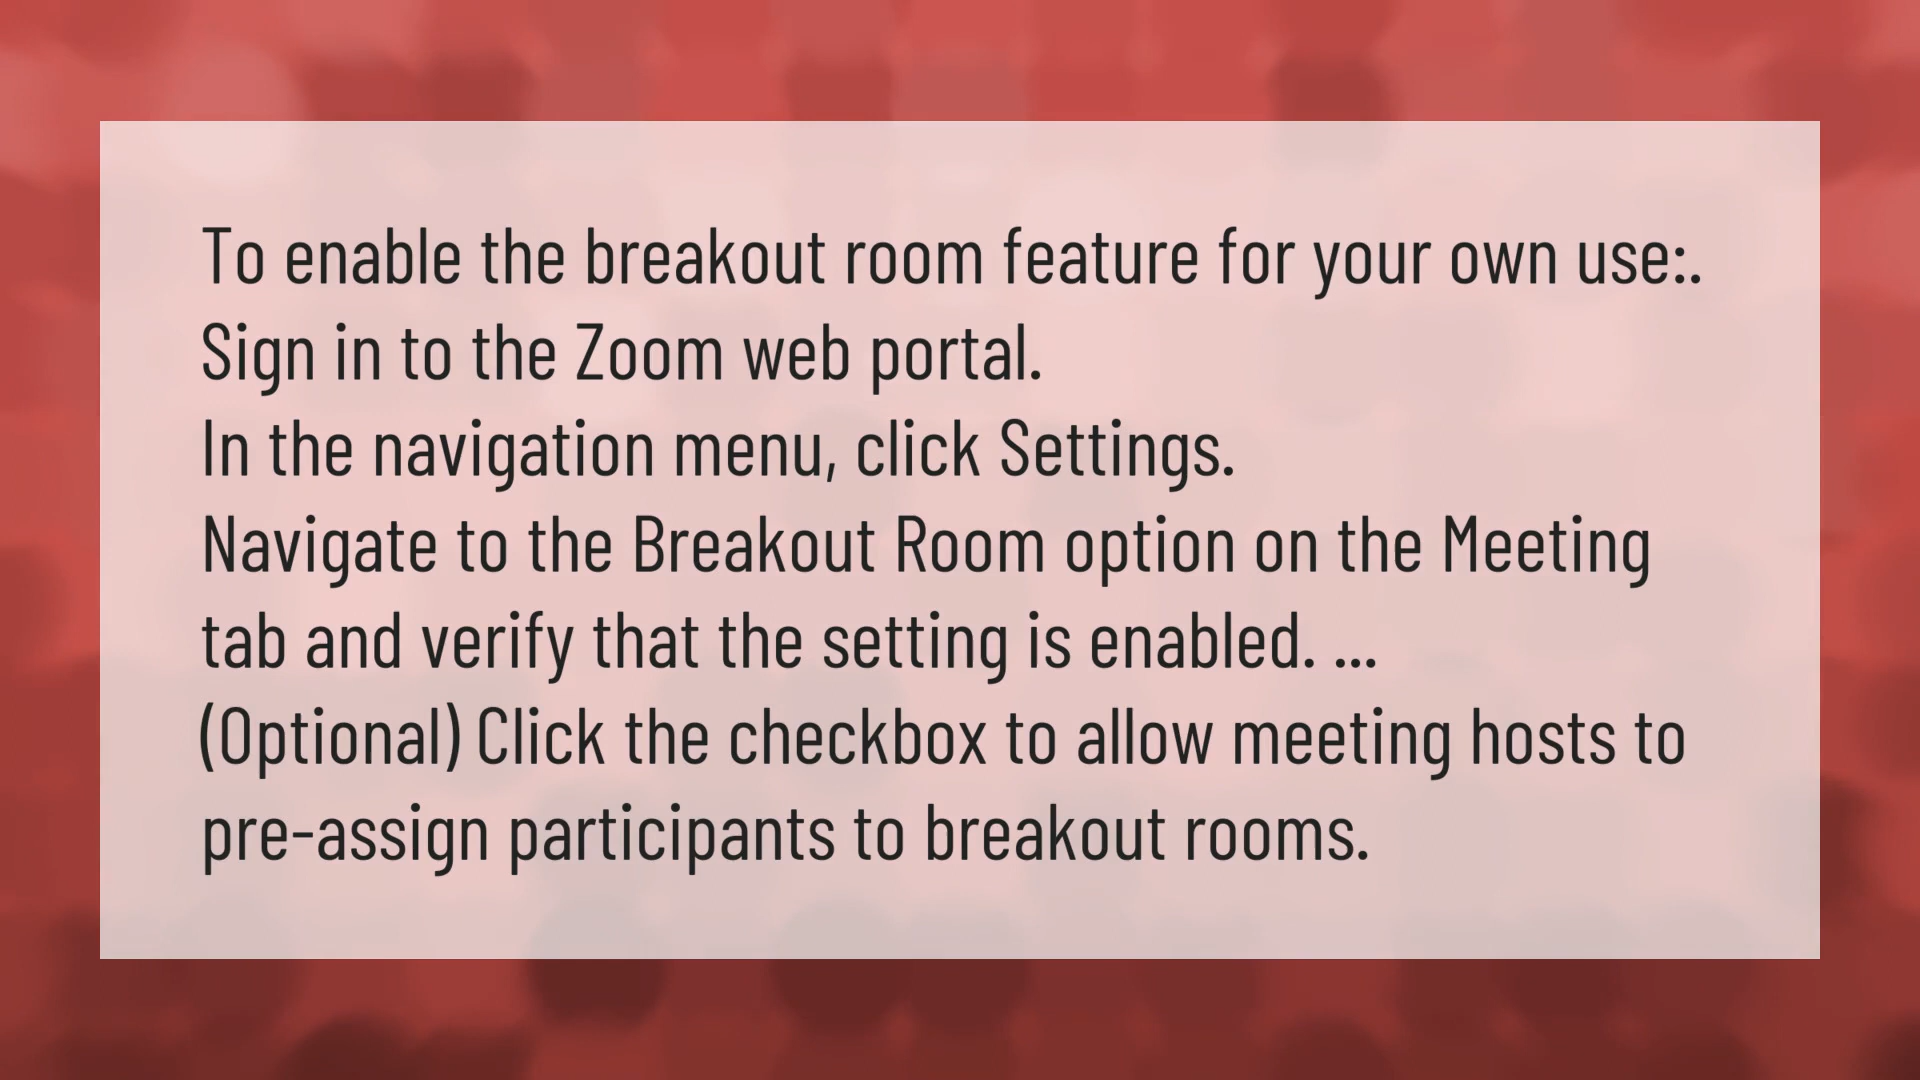 To enable the breakout room feature for your own use:.
Sign in to the Zoom web portal.
In the navigation menu, click Settings.
Navigate to the Breakout Room option on the Meeting
tab and verify that the setting is enabled. ...
(Optional) Click the checkbox to allow meeting hosts to
pre-assign participants to breakout rooms.